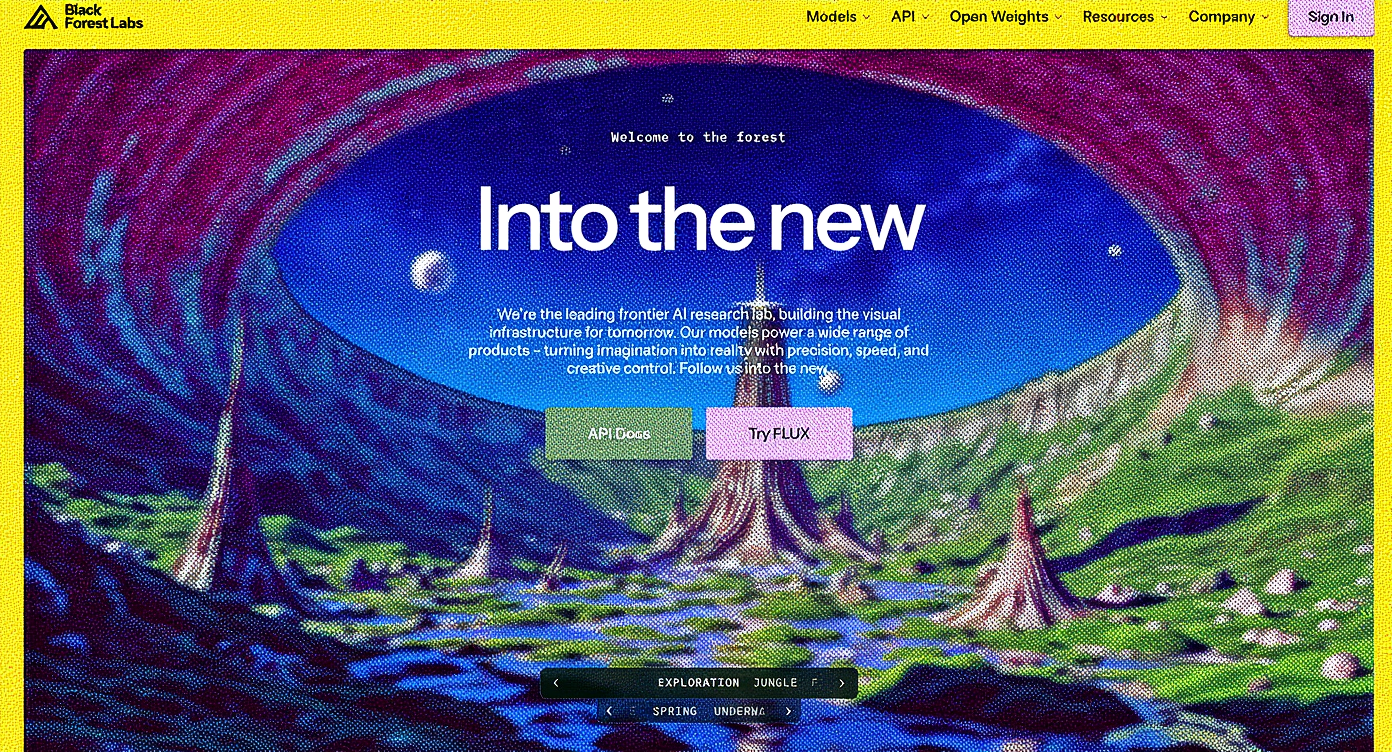 Black
Forest Labs
Models API Open Weights Resources Company Sign In
Welcome to the forest
Into the new
We're the leading frontier AI research lab, building the visual
infrastructure for tomorrow. Our models power a wide range of
products – turning imagination into reality with precision, speed, and
creative control. Follow us into the new.
API Docs Try FLUX
EXPLORATION JUNGLE
SPRING